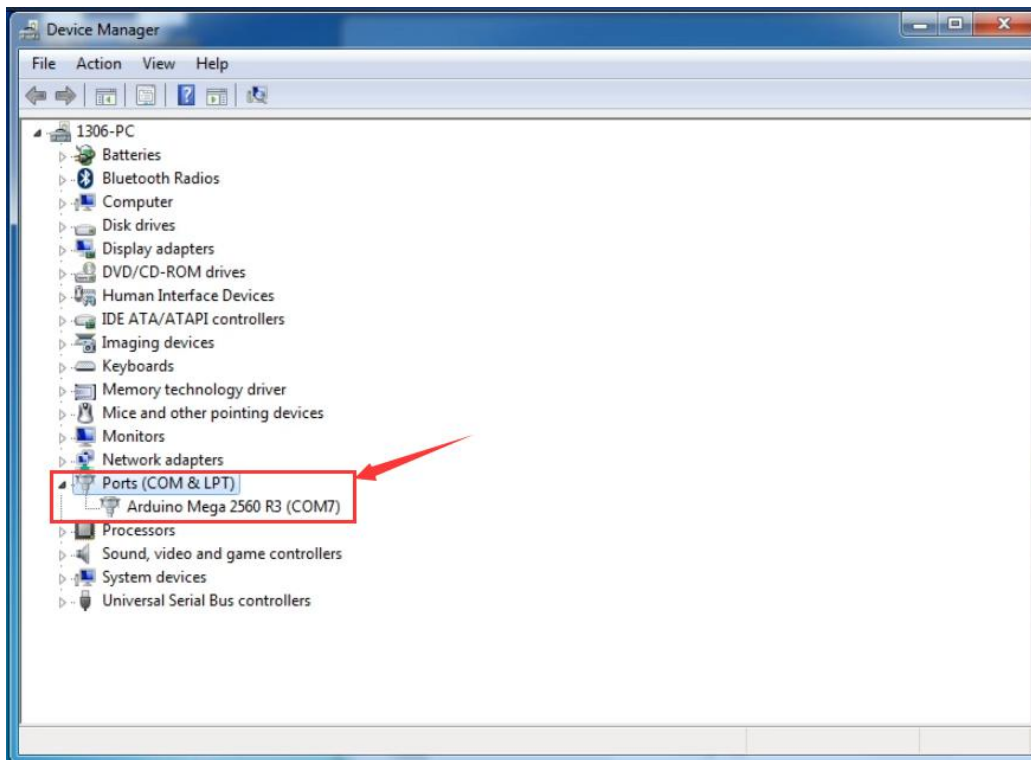 Device Manager
File Action View Help
1306-PC
Batteries
Bluetooth Radios
Computer
Disk drives
Display adapters
DVD/CD-ROM drives
Human Interface Devices
IDE ATA/ATAPI controllers
Imaging devices
Keyboards
Memory technology driver
Mice and other pointing devices
Monitors
Network adapters
Ports (COM & LPT)
Arduino Mega 2560 R3 (COM7)
Processors
Sound, video and game controllers
System devices
Universal Serial Bus controllers